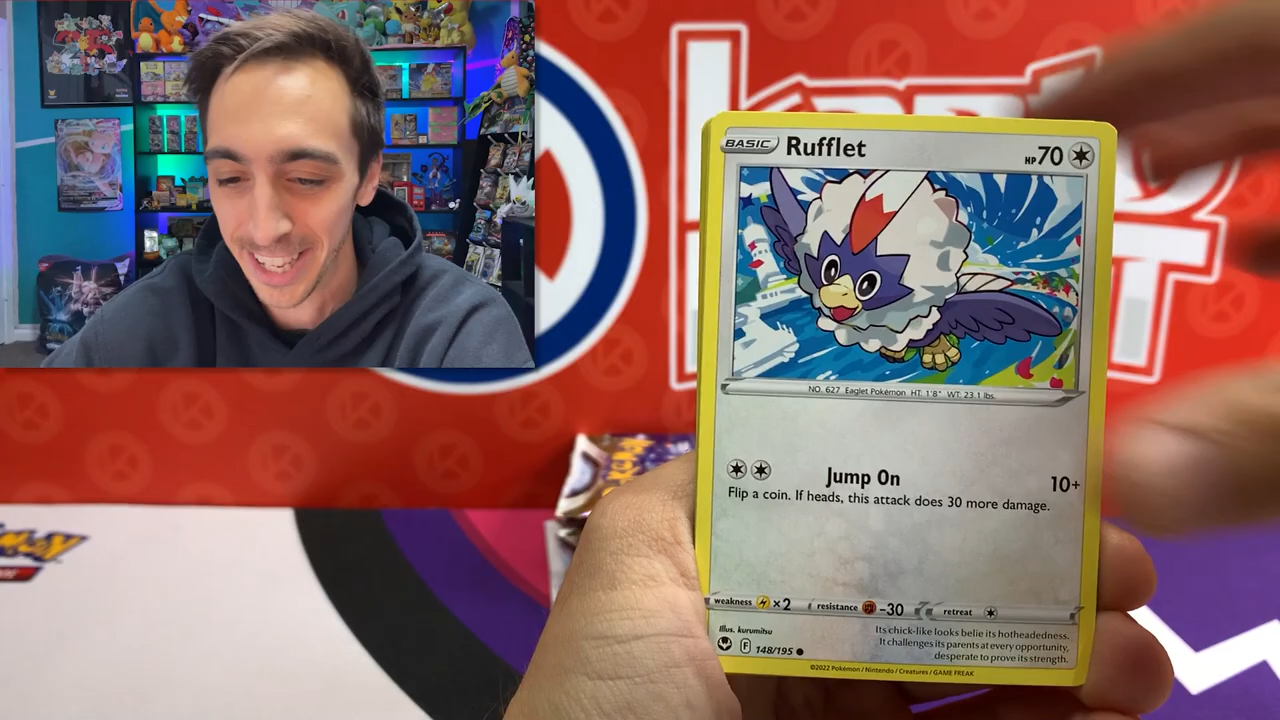 BASIC Rufflet HP70
NO. 627 Eaglet Pokémon HT: 1'8" WT: 23.1 lbs.
Jump On 10+
Flip a coin. If heads, this attack does 30 more damage.
weakness ×2 resistance -30 retreat
Illus. kurumitsu
Its chick-like looks belie its hotheadedness.
It challenges its parents at every opportunity,
desperate to prove its strength.
F 148/195
©2022 Pokémon / Nintendo / Creatures / GAME FREAK